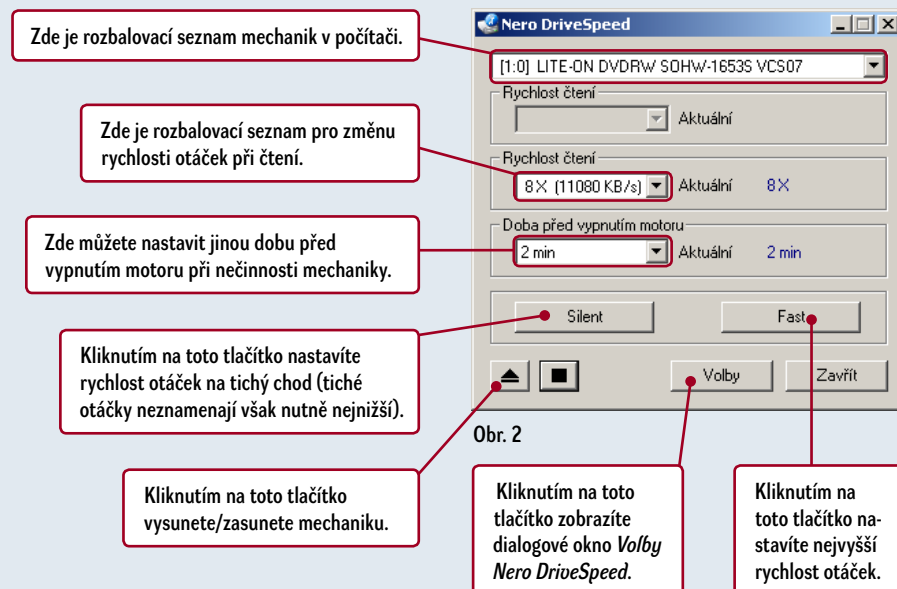 Nero DriveSpeed
Zde je rozbalovací seznam mechanik v počítači.
[1:0] LITE-ON DVDRW SOHW-1653S VCS07
Rychlost čtení
Aktuální
Zde je rozbalovací seznam pro změnu
rychlosti otáček při čtení.
Rychlost čtení
8X (11080 KB/s) Aktuální 8X
Zde můžete nastavit jinou dobu před
vypnutím motoru při nečinnosti mechaniky.
Doba před vypnutím motoru
2 min Aktuální 2 min
Silent Fast
Kliknutím na toto tlačítko nastavíte
rychlost otáček na tichý chod (tiché
otáčky neznamenají však nutně nejnižší).
Volby Zavřít
Obr. 2
Kliknutím na toto tlačítko
vysunete/zasunete mechaniku.
Kliknutím na toto
tlačítko zobrazíte
dialogové okno Volby
Nero DriveSpeed.
Kliknutím na
toto tlačítko na-
stavíte nejvyšší
rychlost otáček.